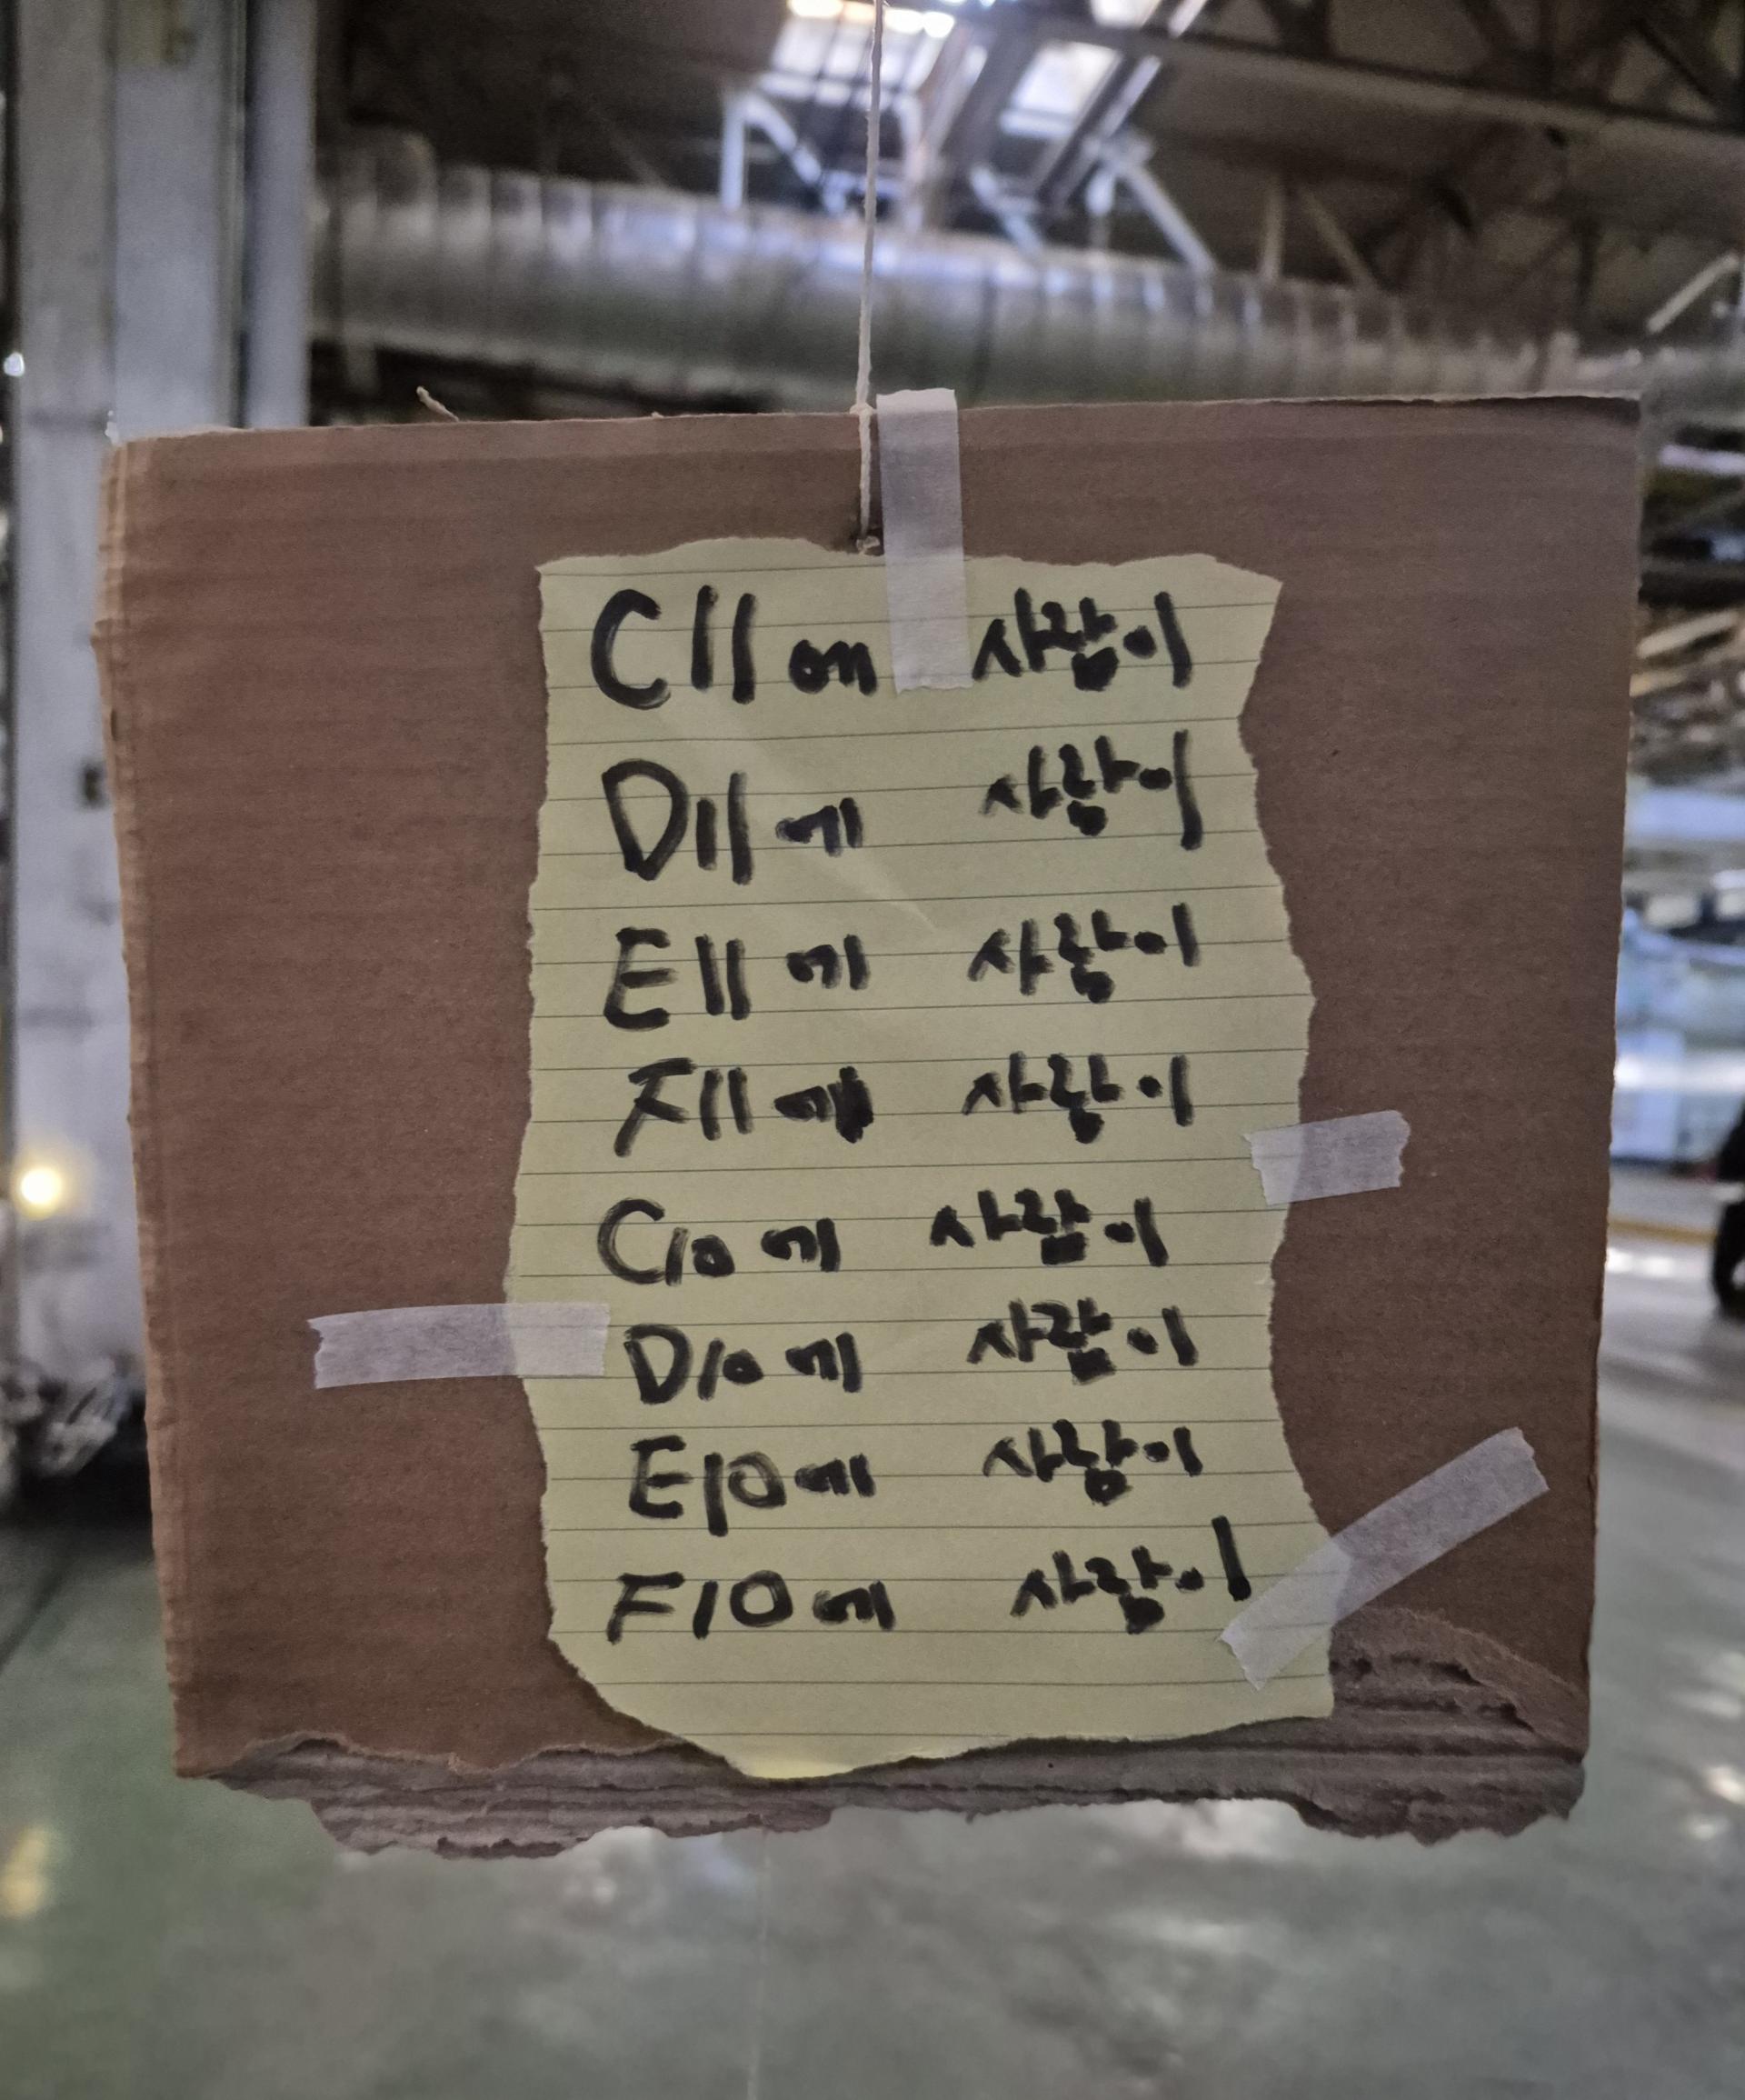 C11에 사람이
D11에 사람이
E11에 사람이
F11에 사람이
C10에 사람이
D10에 사람이
E10에 사람이
F10에 사람이